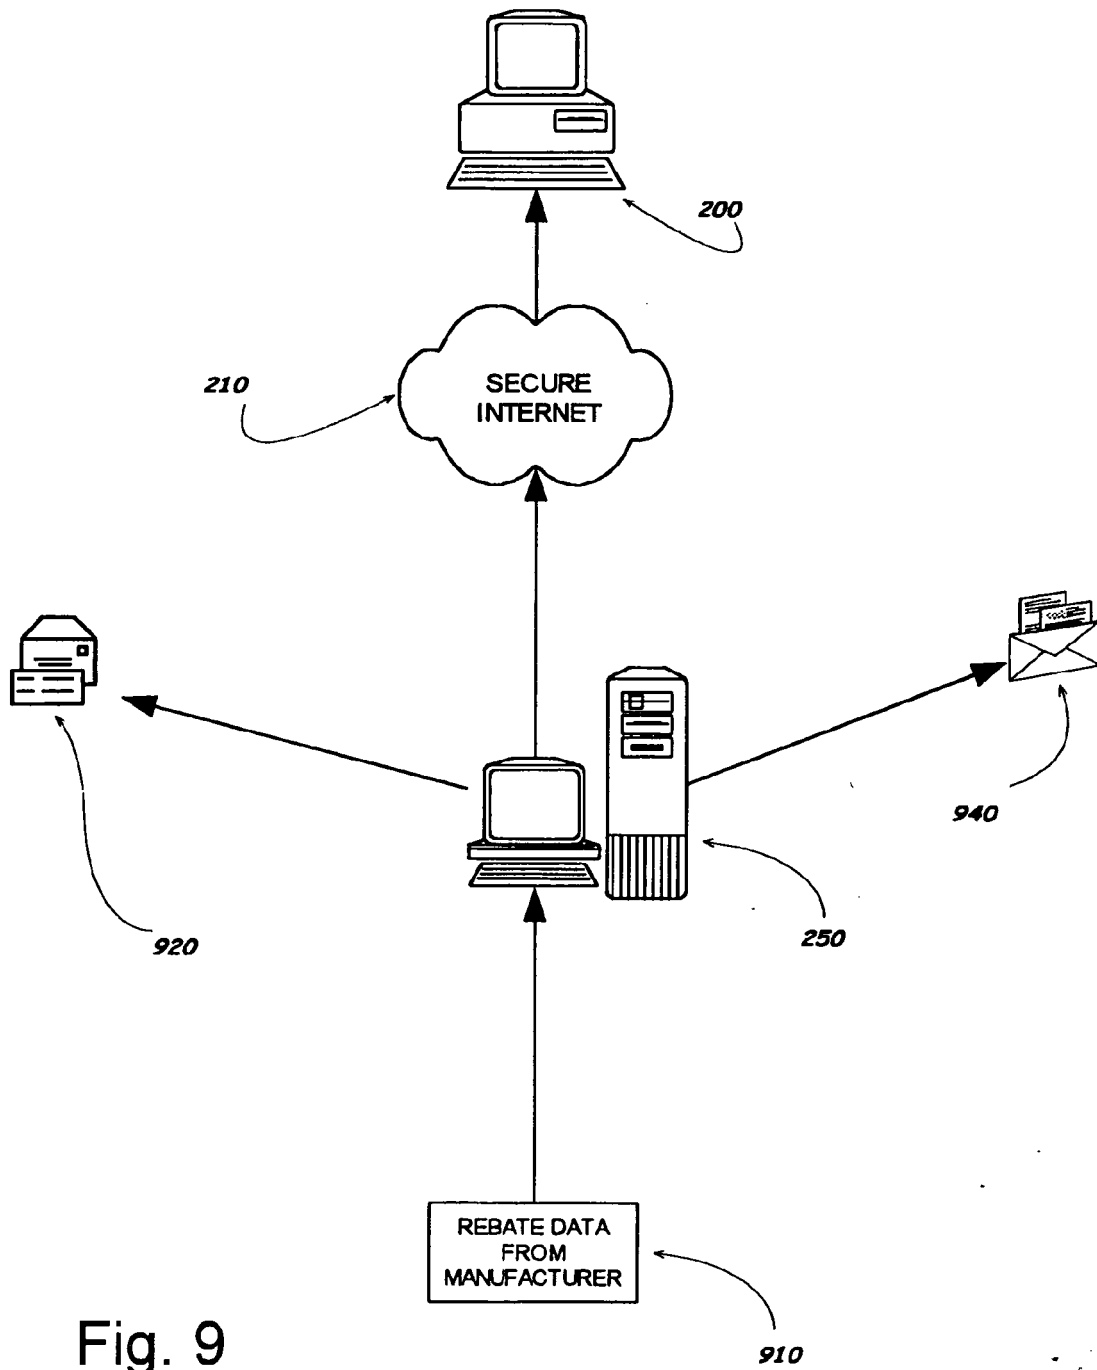 200
210
SECURE
INTERNET
940
920
250
REBATE DATA
FROM
MANUFACTURER
Fig. 9
910